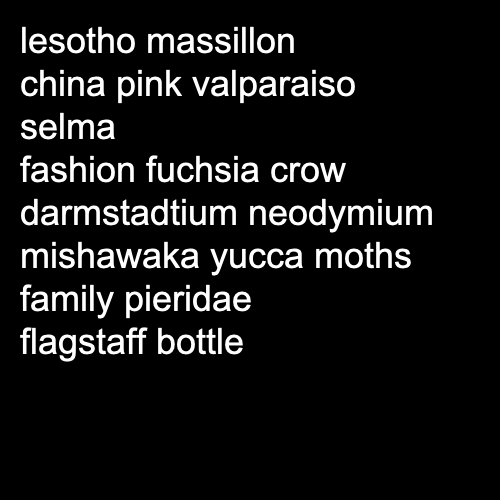 lesotho massillon
china pink valparaiso
selma
fashion fuchsia crow
darmstadtium neodymium
mishawaka yucca moths
family pieridae
flagstaff bottle